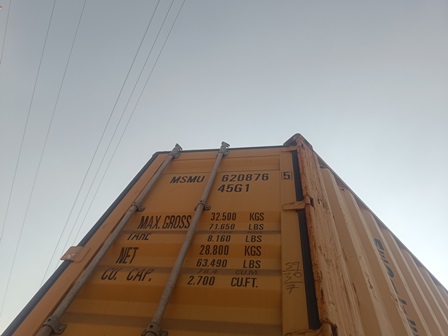 MSMU 620876 5
45G1
MAX.GROSS 32.500 KGS
71.650 LBS
TARE
8.160 LBS
NET 28.800 KGS
63.490 LBS
CU. CAP.
2.700 CU.FT.